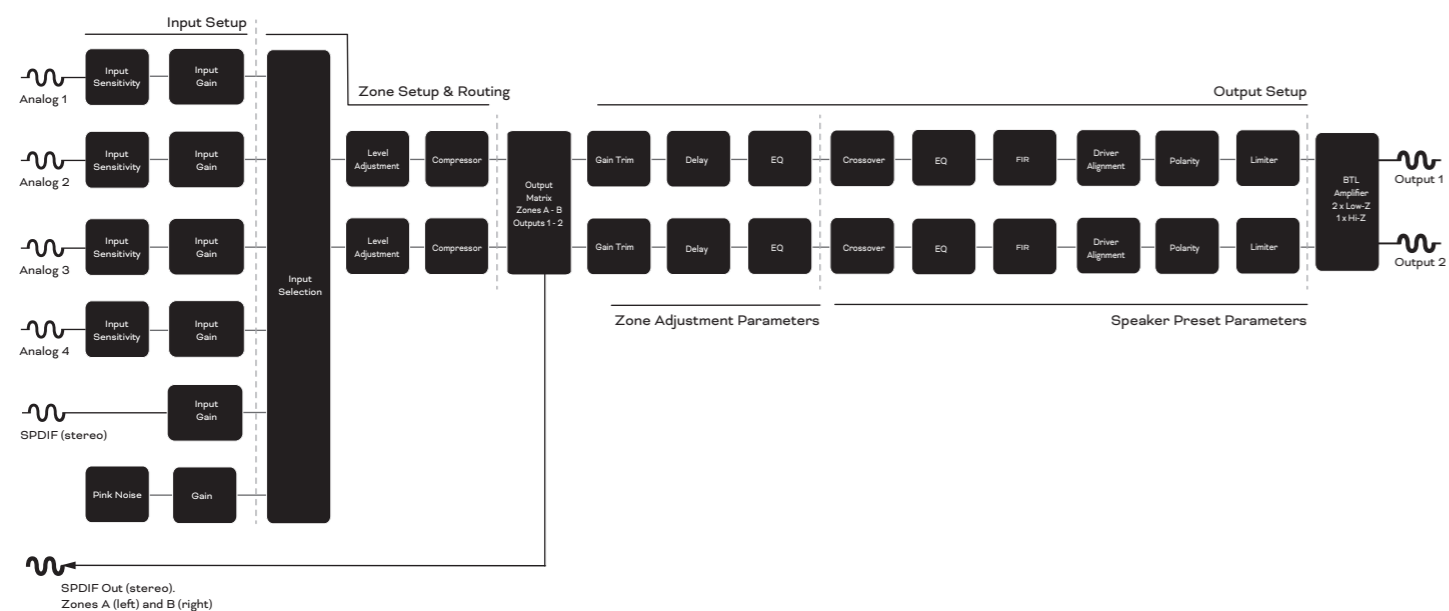 Input Setup
Input
Sensitivity
Input
Gain
Analog 1
Input
Sensitivity
Input
Gain
Analog 2
Input
Sensitivity
Input
Gain
Analog 3
Input
Sensitivity
Input
Gain
Analog 4
Input
Gain
SPDIF (stereo)
Pink Noise
Gain
Input
Selection
Zone Setup & Routing
Level
Adjustment
Compressor
Level
Adjustment
Compressor
Output
Matrix
Zones A - B
Outputs 1 - 2
Output Setup
Gain Trim
Delay
EQ
Crossover
EQ
FIR
Driver
Alignment
Polarity
Limiter
Gain Trim
Delay
EQ
Crossover
EQ
FIR
Driver
Alignment
Polarity
Limiter
BTL
Amplifier
2 x Low-Z
1 x Hi-Z
Output 1
Output 2
Zone Adjustment Parameters
Speaker Preset Parameters
SPDIF Out (stereo).
Zones A (left) and B (right)